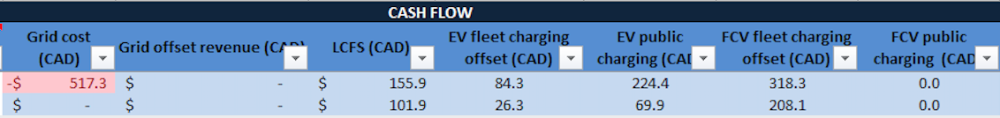 CASH FLOW
Grid cost (CAD) Grid offset revenue (CAD) LCFS (CAD) EV fleet charging offset (CAD) EV public charging (CAD FCV fleet charging offset (CAD) FCV public charging (CAD
-$ 517.3 $ - $ 155.9 84.3 224.4 318.3 0.0
$ - $ - $ 101.9 26.3 69.9 208.1 0.0